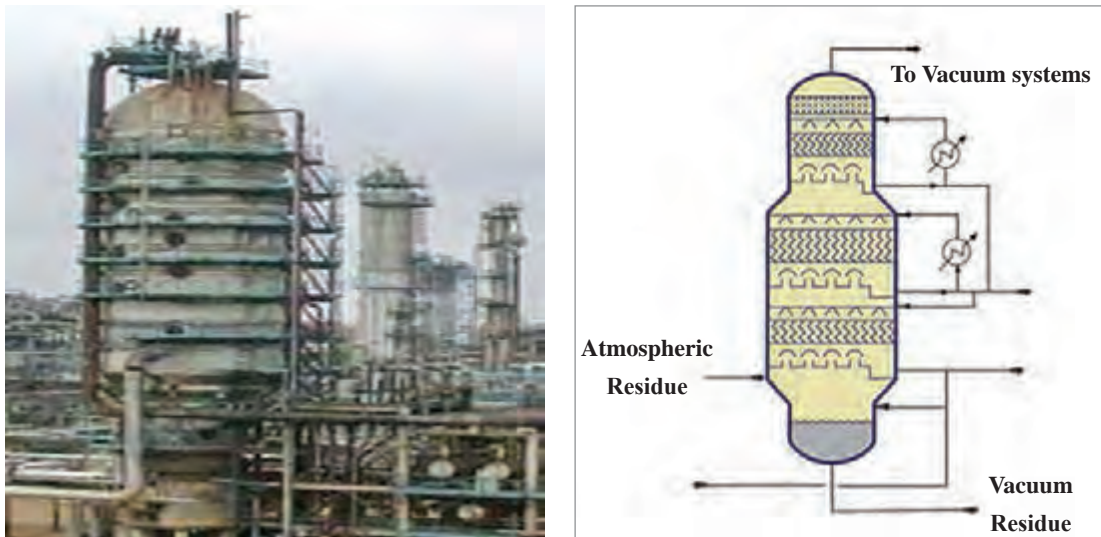 To Vacuum systems
Atmospheric
Residue
Vacuum
Residue